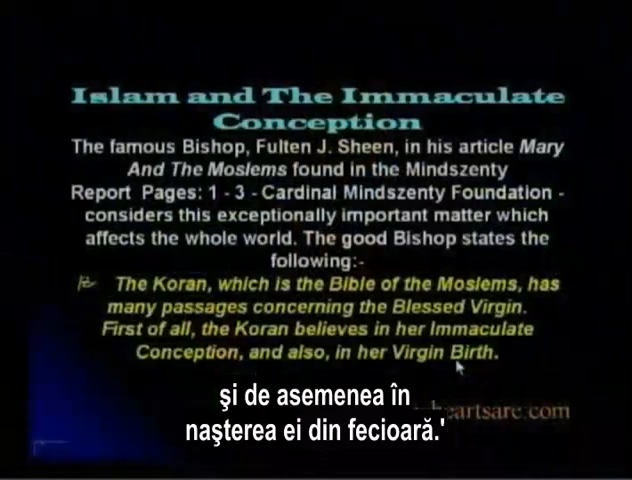 Islam and The Immaculate
Conception
The famous Bishop, Fulten J. Sheen, in his article Mary
And The Moslems found in the Mindszenty
Report Pages: 1 - 3 - Cardinal Mindszenty Foundation -
considers this exceptionally important matter which
affects the whole world. The good Bishop states the
following:-
The Koran, which is the Bible of the Moslems, has
many passages concerning the Blessed Virgin.
First of all, the Koran believes in her Immaculate
Conception, and also, in her Virgin Birth.
şi de asemenea în
naşterea ei din fecioară.'